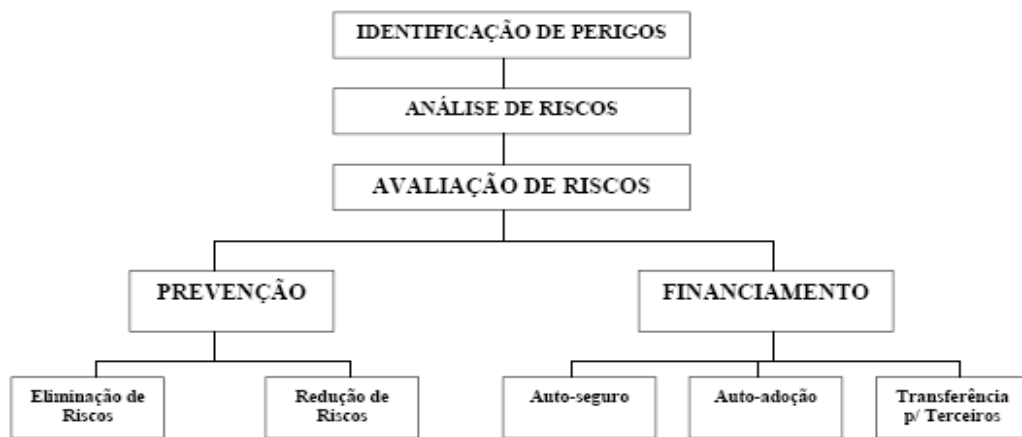 IDENTIFICAÇÃO DE PERIGOS
ANÁLISE DE RISCOS
AVALIAÇÃO DE RISCOS
PREVENÇÃO
FINANCIAMENTO
Eliminação de
Riscos
Redução de
Riscos
Auto-seguro
Auto-adoção
Transferência
p/ Terceiros